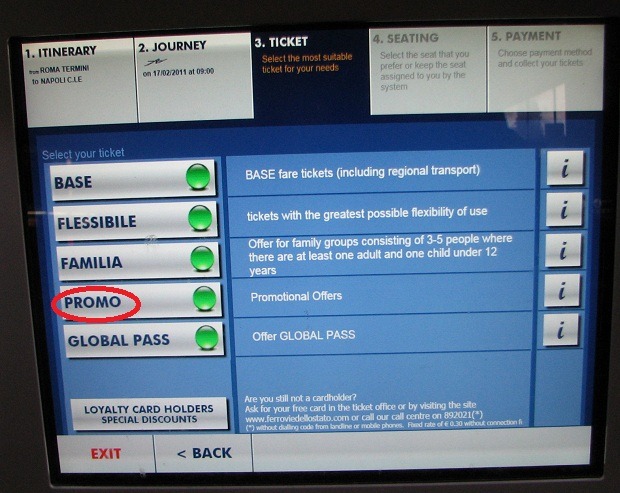 1. ITINERARY
from ROMA TERMINI
to NAPOLI C.LE
2. JOURNEY
on 17/02/2011 at 09:00
3. TICKET
Select the most suitable
ticket for your needs
4. SEATING
Select the seat that you
prefer or keep the seat
assigned to you by the
system
5. PAYMENT
Choose payment method
and collect your tickets
Select your ticket
BASE
BASE fare tickets (including regional transport)
i
FLESSIBILE
tickets with the greatest possible flexibility of use
i
FAMILIA
Offer for family groups consisting of 3-5 people where
there are at least one adult and one child under 12
years
i
PROMO
Promotional Offers
i
GLOBAL PASS
Offer GLOBAL PASS
i
LOYALTY CARD HOLDERS
SPECIAL DISCOUNTS
Are you still not a cardholder?
Ask for your free card in the ticket office or by visiting the site
www.ferroviedellostato.com or call our call centre on 892021(*)
(*) without dialling code from landline or mobile phones. Fixed rate of € 0.30 without connection fi
EXIT
< BACK